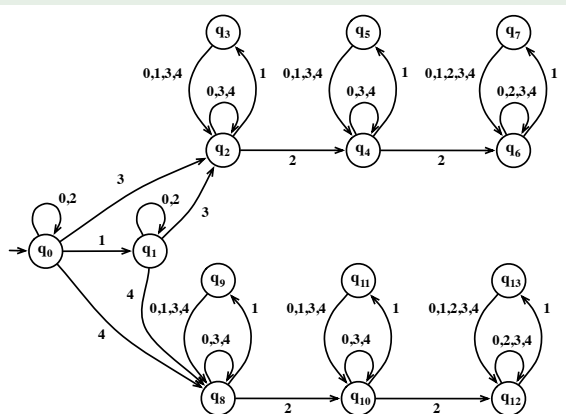 q3 q5 q7
0,1,3,4 1 0,1,3,4 1 0,1,2,3,4 1
0,3,4 0,3,4 0,2,3,4
q2 2 q4 2 q6
3
0,2 0,2 3
q0 1 q1
4 q9 q11 q13
0,1,3,4 1 0,1,3,4 1 0,1,2,3,4 1
4 0,3,4 0,3,4 0,2,3,4
q8 2 q10 2 q12